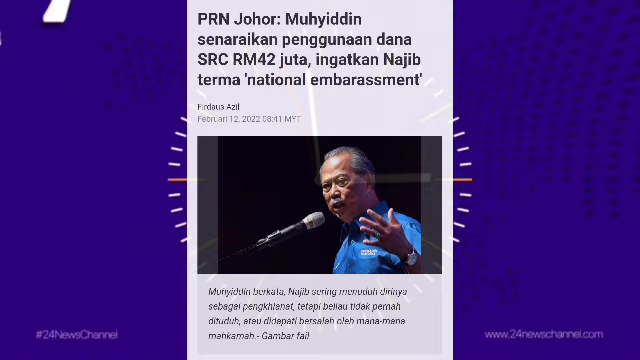 PRN Johor: Muhyiddin
senaraikan penggunaan dana
SRC RM42 juta, ingatkan Najib
terma 'national embarassment'
Firdaus Azil
Februari 12, 2022 08:41 MYT
Muhyiddin berkata, Najib sering menuduh dirinya
sebagai pengkhianat, tetapi beliau tidak pernah
dituduh, atau didapati bersalah oleh mana-mana
mahkamah.- Gambar fail
#24NewsChannel
www.24newschannel.com